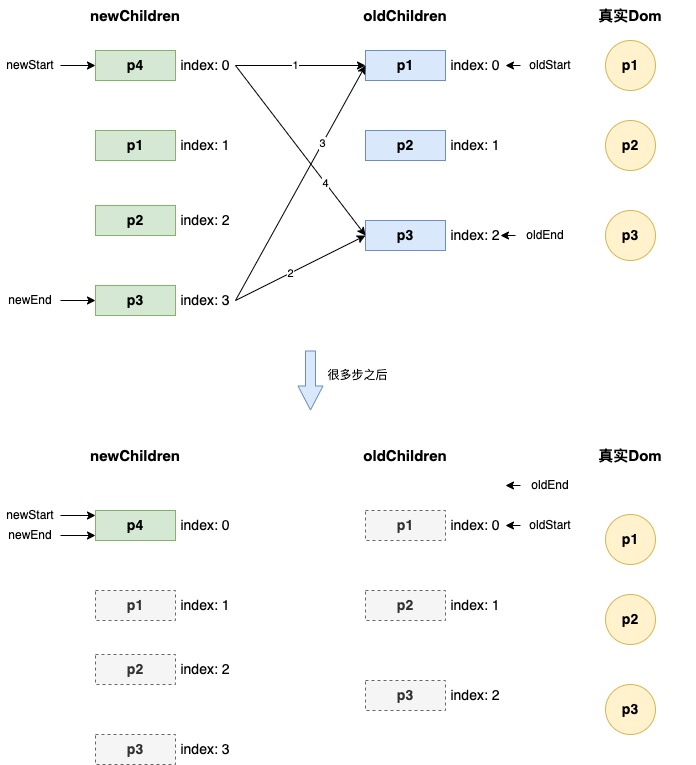 newChildren oldChildren 真实Dom
newStart p4 index: 0 1 p1 index: 0 oldStart p1
p1 index: 1 3 p2 index: 1 p2
4
p2 index: 2 p3 index: 2 oldEnd p3
2
newEnd p3 index: 3
很多步之后
newChildren oldChildren 真实Dom
oldEnd
newStart p4 index: 0 p1 index: 0 oldStart p1
newEnd
p1 index: 1 p2 index: 1 p2
p2 index: 2 p3 index: 2 p3
p3 index: 3